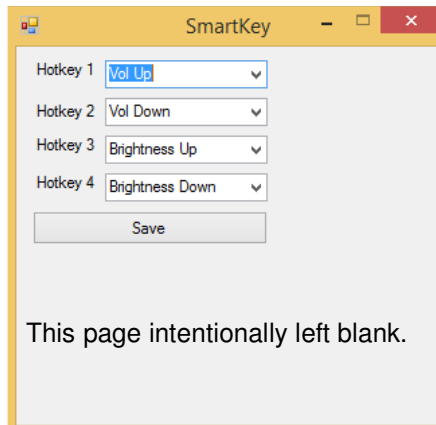 SmartKey
Hotkey 1 Vol Up
Hotkey 2 Vol Down
Hotkey 3 Brightness Up
Hotkey 4 Brightness Down
Save
This page intentionally left blank.